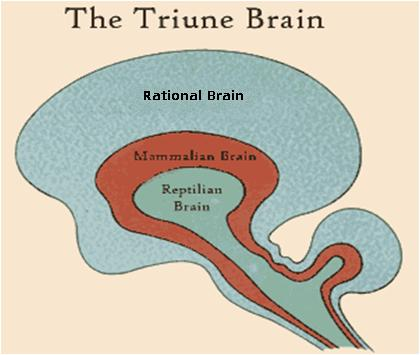 The Triune Brain
Rational Brain
Mammalian Brain
Reptilian
Brain